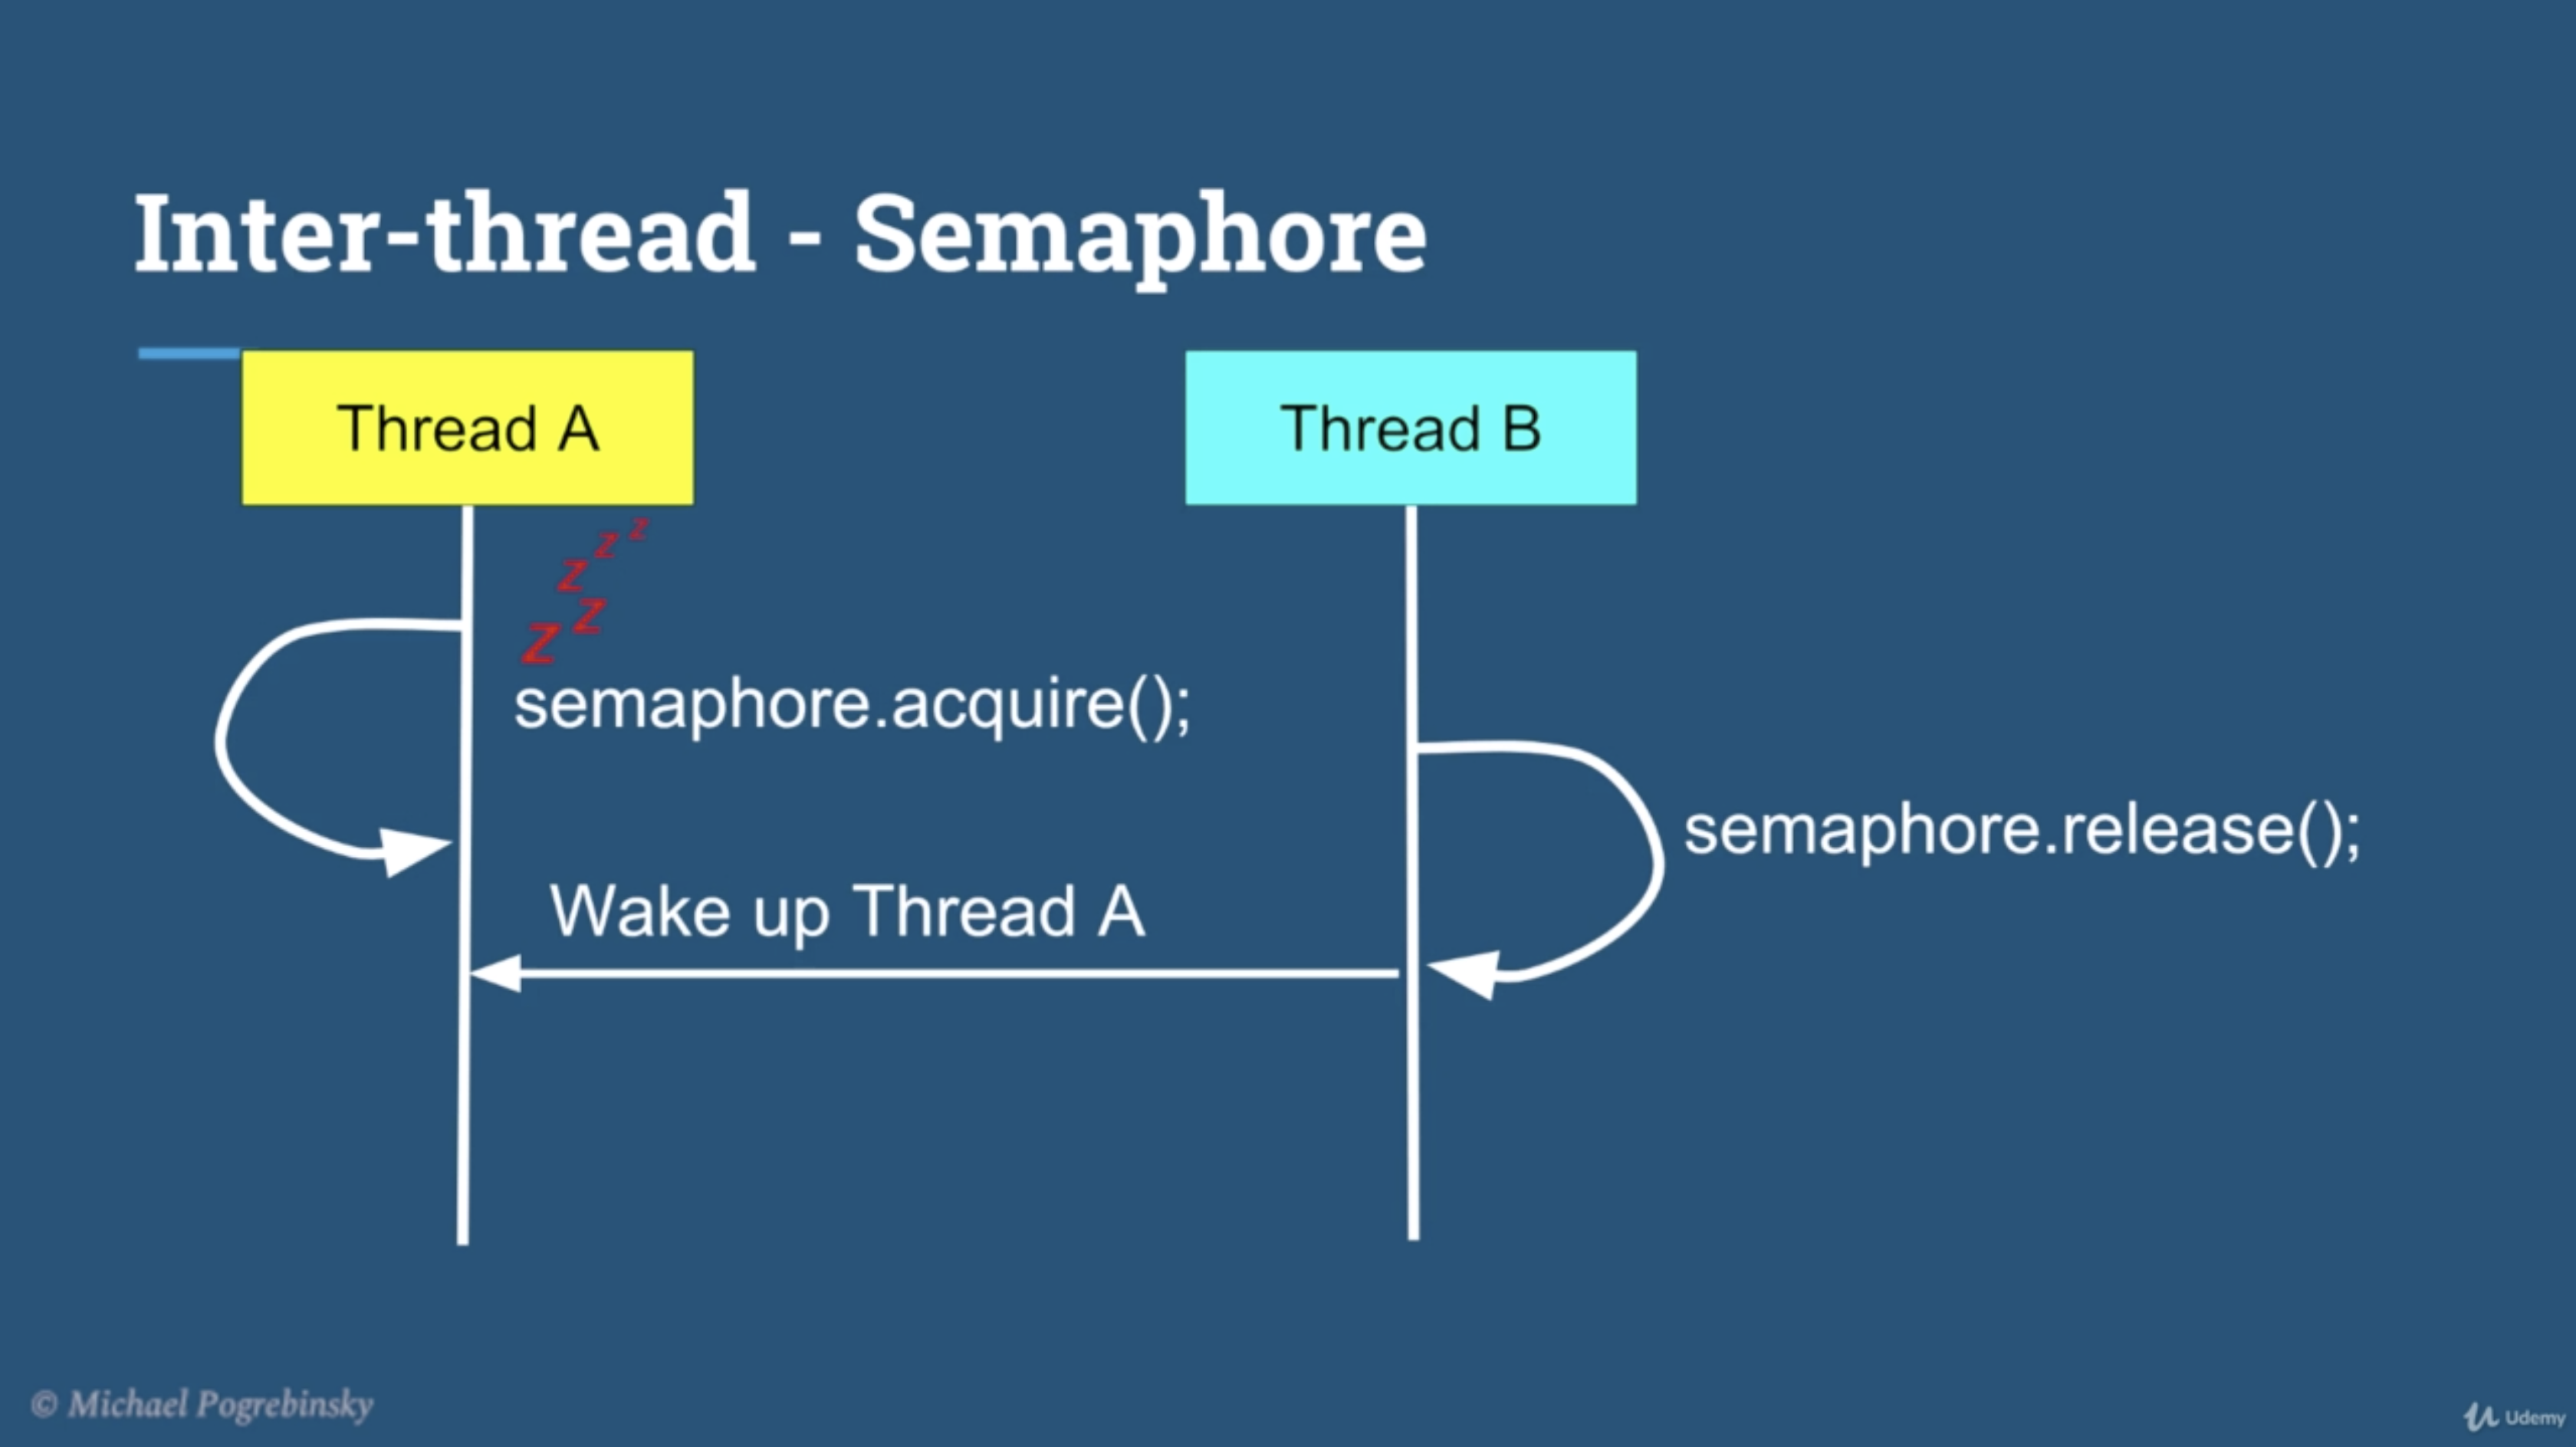 Inter-thread - Semaphore
Thread A
Thread B
z
z
z
z
z
semaphore.acquire();
semaphore.release();
Wake up Thread A
© Michael Pogrebinsky
Udemy